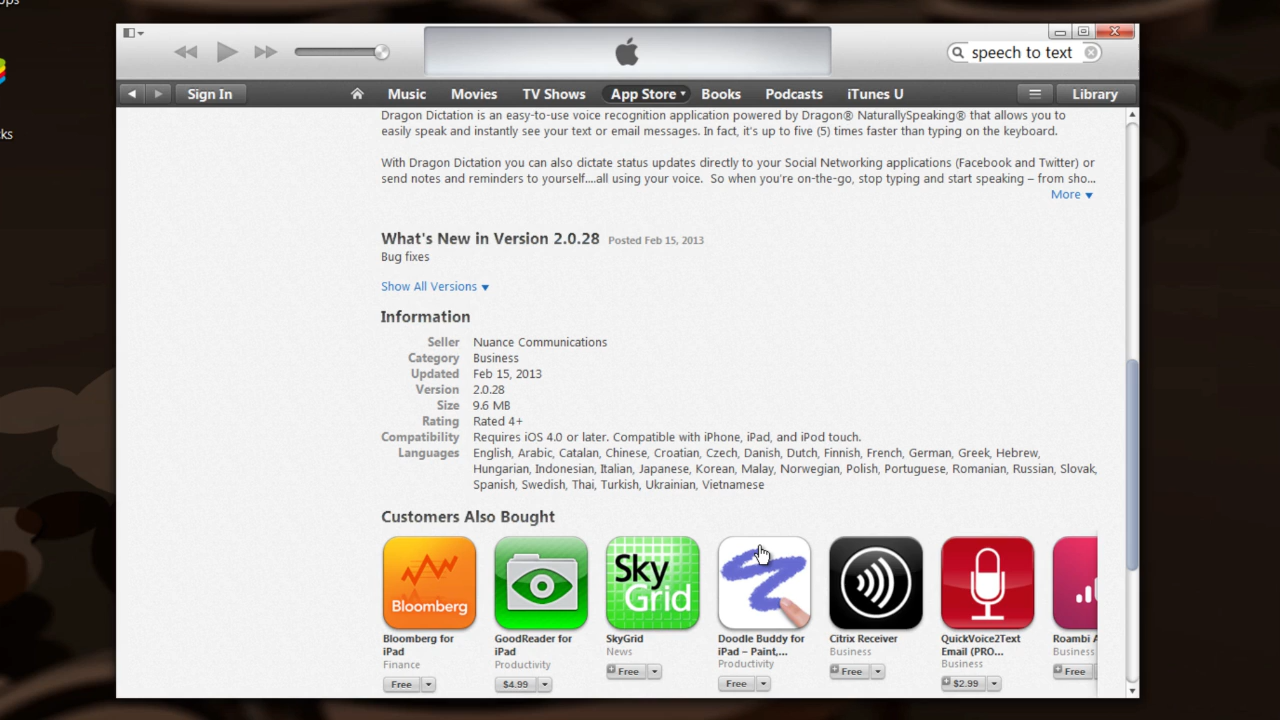 ops
ks
speech to text
Sign In
Music
Movies
TV Shows
App Store
Books
Podcasts
iTunes U
Library
Dragon Dictation is an easy-to-use voice recognition application powered by Dragon® NaturallySpeaking® that allows you to
easily speak and instantly see your text or email messages. In fact, it's up to five (5) times faster than typing on the keyboard.
With Dragon Dictation you can also dictate status updates directly to your Social Networking applications (Facebook and Twitter) or
send notes and reminders to yourself....all using your voice. So when you're on-the-go, stop typing and start speaking – from sho...
More
What's New in Version 2.0.28 Posted Feb 15, 2013
Bug fixes
Show All Versions
Information
Seller Nuance Communications
Category Business
Updated Feb 15, 2013
Version 2.0.28
Size 9.6 MB
Rating Rated 4+
Compatibility Requires iOS 4.0 or later. Compatible with iPhone, iPad, and iPod touch.
Languages English, Arabic, Catalan, Chinese, Croatian, Czech, Danish, Dutch, Finnish, French, German, Greek, Hebrew,
Hungarian, Indonesian, Italian, Japanese, Korean, Malay, Norwegian, Polish, Portuguese, Romanian, Russian, Slovak,
Spanish, Swedish, Thai, Turkish, Ukrainian, Vietnamese
Customers Also Bought
Bloomberg
Bloomberg for
iPad
Finance
Free
GoodReader for
iPad
Productivity
$4.99
Sky
Grid
SkyGrid
News
Free
Doodle Buddy for
iPad – Paint,...
Productivity
Free
Citrix Receiver
Business
Free
QuickVoice2Text
Email (PRO...
Business
$2.99
Roambi A
Business
Free